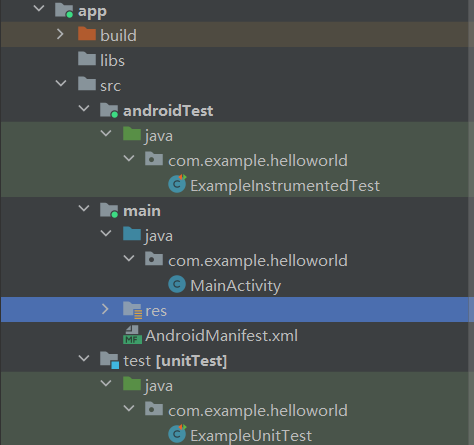 app
build
libs
src
androidTest
java
com.example.helloworld
ExampleInstrumentedTest
main
java
com.example.helloworld
MainActivity
res
AndroidManifest.xml
test [unitTest]
java
com.example.helloworld
ExampleUnitTest